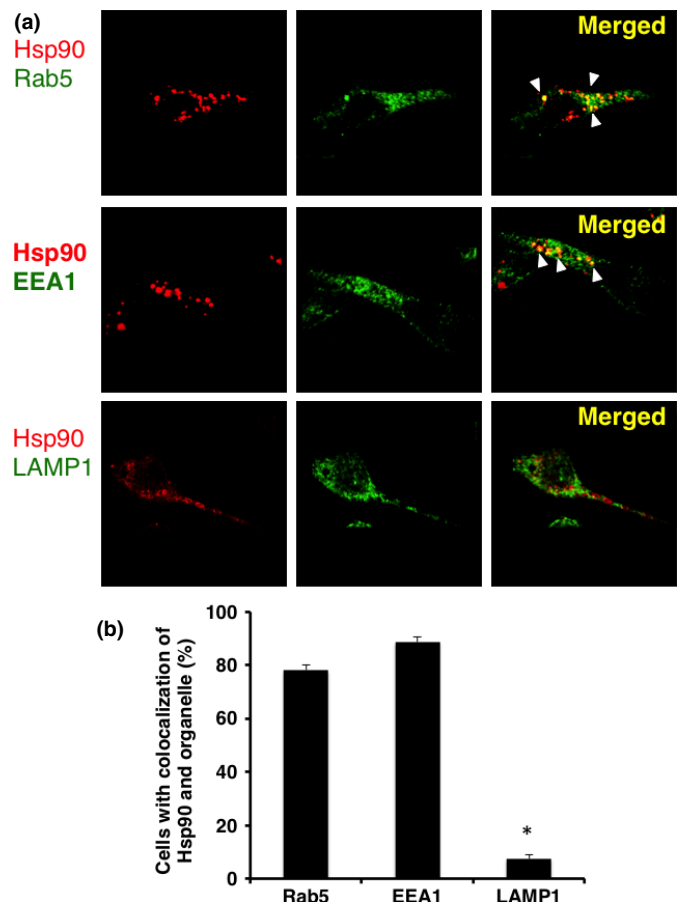 (a)
Hsp90
Rab5
Merged
Hsp90
EEA1
Merged
Hsp90
LAMP1
Merged
(b)
Cells with colocalization of
Hsp90 and organelle (%)
100
80
60
40
20
0
*
Rab5 EEA1 LAMP1